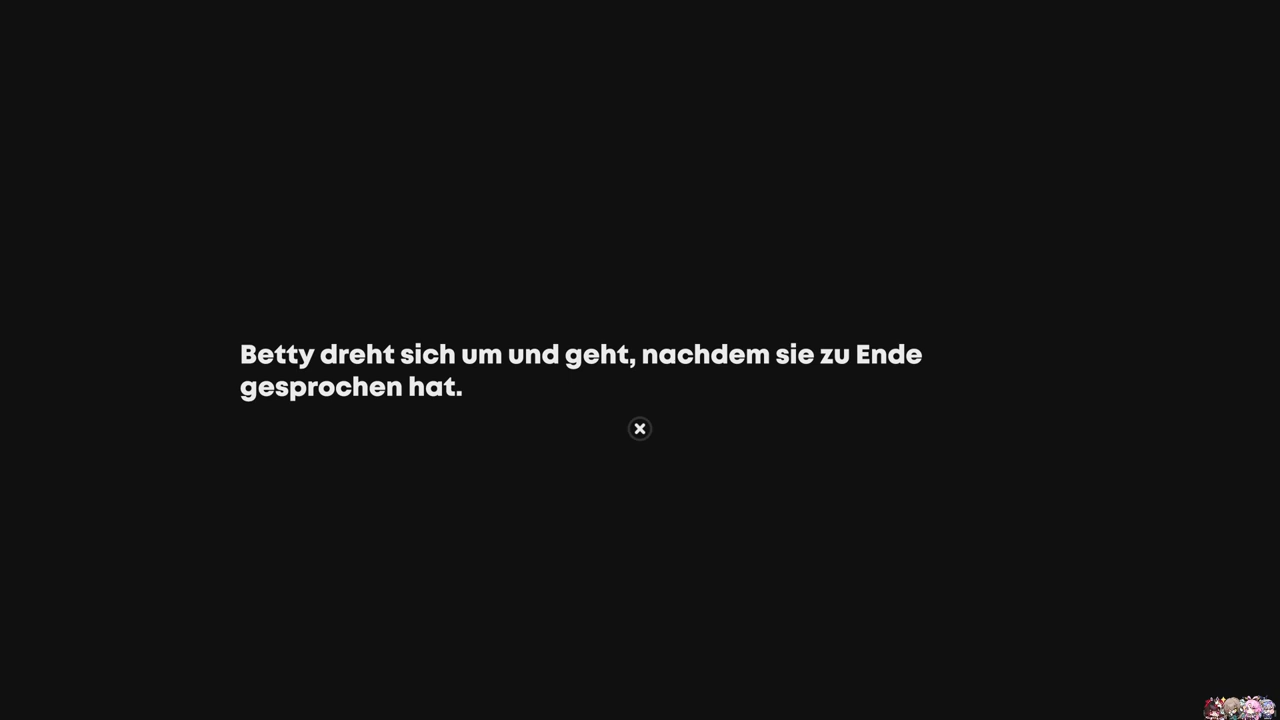 Betty dreht sich um und geht, nachdem sie zu Ende
gesprochen hat.